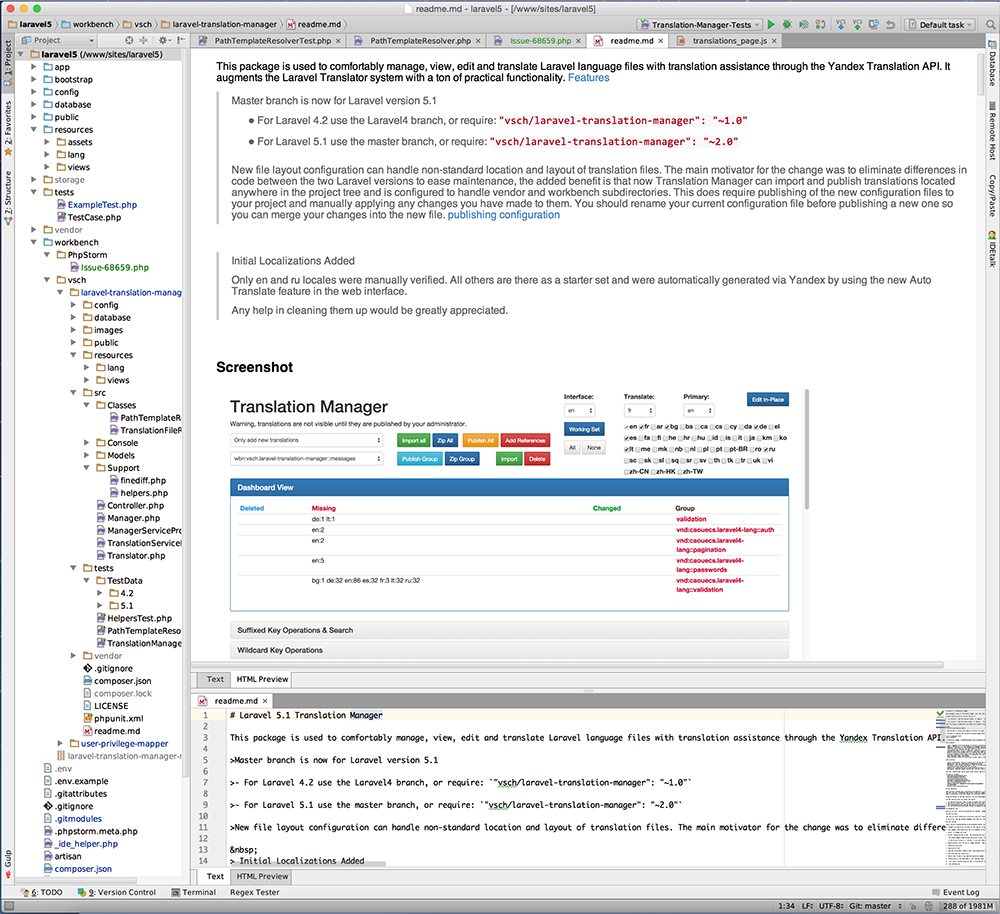 readme.md - laravel5 - [/www/sites/laravel5]
laravel5 workbench vsch laravel-translation-manager readme.md
Translation-Manager-Tests
VCS VCS
Default task
Project
PathTemplateResolverTest.php
PathTemplateResolver.php
Issue-68659.php
readme.md
translations_page.js
1: Project
2: Favorites
7: Structure
Gulp
Database
Remote Host
Copy/Paste
IDEtalk
laravel5 (/www/sites/laravel5)
app
bootstrap
config
database
public
resources
assets
lang
views
storage
tests
ExampleTest.php
TestCase.php
vendor
workbench
PhpStorm
Issue-68659.php
vsch
laravel-translation-manag
config
database
images
public
resources
lang
views
src
Classes
PathTemplateR
TranslationFileR
Console
Models
Support
finediff.php
helpers.php
Controller.php
Manager.php
ManagerServicePro
TranslationServiceI
Translator.php
tests
TestData
4.2
5.1
HelpersTest.php
PathTemplateReso
TranslationManage
vendor
.gitignore
composer.json
composer.lock
LICENSE
phpunit.xml
readme.md
user-privilege-mapper
laravel-translation-manager-
.env
.env.example
.gitattributes
.gitignore
.gitmodules
.phpstorm.meta.php
_ide_helper.php
artisan
composer.json
This package is used to comfortably manage, view, edit and translate Laravel language files with translation assistance through the Yandex Translation API. It
augments the Laravel Translator system with a ton of practical functionality. Features
Master branch is now for Laravel version 5.1
● For Laravel 4.2 use the Laravel4 branch, or require: "vsch/laravel-translation-manager": "~1.0"
● For Laravel 5.1 use the master branch, or require: "vsch/laravel-translation-manager": "~2.0"
New file layout configuration can handle non-standard location and layout of translation files. The main motivator for the change was to eliminate differences in
code between the two Laravel versions to ease maintenance, the added benefit is that now Translation Manager can import and publish translations located
anywhere in the project tree and is configured to handle vendor and workbench subdirectories. This does require publishing of the new configuration files to
your project and manually applying any changes you have made to them. You should rename your current configuration file before publishing a new one so
you can merge your changes into the new file. publishing configuration
Initial Localizations Added
Only en and ru locales were manually verified. All others are there as a starter set and were automatically generated via Yandex by using the new Auto
Translate feature in the web interface.
Any help in cleaning them up would be greatly appreciated.
Screenshot
Translation Manager
Warning, translations are not visible until they are published by your administrator.
Only add new translations
Import all Zip All Publish All Add References
wbn:vsch.laravel-translation-manager::messages
Publish Group Zip Group Import Delete
Interface: Translate: Primary:
en fr en
Edit In-Place
Working Set
All None
en fr ar bg bs ca cs cy da de el
en es fa fi he hr hu id is it ja km ko
lt me mk nb nl pl pt pt-BR ro ru
sc sk sl sq sr sv th tk tr uk vi
zh-CN zh-HK zh-TW
Dashboard View
Deleted Missing Changed Group
de:1 lt:1 validation
en:2 vnd:caouecs.laravel4-lang::auth
en:2 vnd:caouecs.laravel4-
lang::pagination
en:5 vnd:caouecs.laravel4-
lang::passwords
bg:1 de:32 en:86 es:32 fr:3 lt:32 ru:32 vnd:caouecs.laravel4-
lang::validation
Suffixed Key Operations & Search
Wildcard Key Operations
Text HTML Preview
readme.md
1 # Laravel 5.1 Translation Manager
2
3 This package is used to comfortably manage, view, edit and translate Laravel language files with translation assistance through the Yandex Translation API.
4
5 >Master branch is now for Laravel version 5.1
6
7 >- For Laravel 4.2 use the Laravel4 branch, or require: `"vsch/laravel-translation-manager": "~1.0"`
8
9 >- For Laravel 5.1 use the master branch, or require: `"vsch/laravel-translation-manager": "~2.0"`
10
11 >New file layout configuration can handle non-standard location and layout of translation files. The main motivator for the change was to eliminate differe
12
13 &nbsp;
14 > Initial Localizations Added
Text HTML Preview
6: TODO 9: Version Control Terminal Regex Tester Event Log
1:34 LF UTF-8 Git: master 288 of 1981M